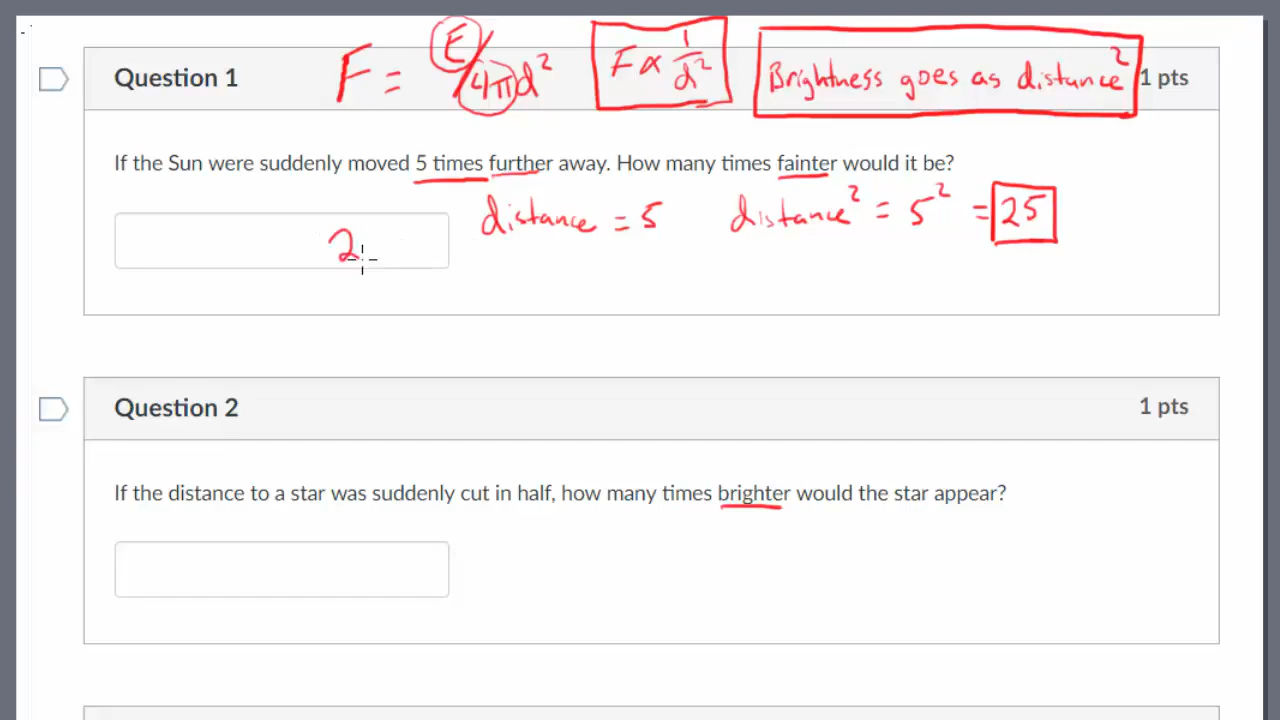 Question 1 F = E/4πd² F ∝ 1/d² Brightness goes as distance² 1 pts
If the Sun were suddenly moved 5 times further away. How many times fainter would it be?
distance = 5 distance² = 5² = 25
2
Question 2 1 pts
If the distance to a star was suddenly cut in half, how many times brighter would the star appear?